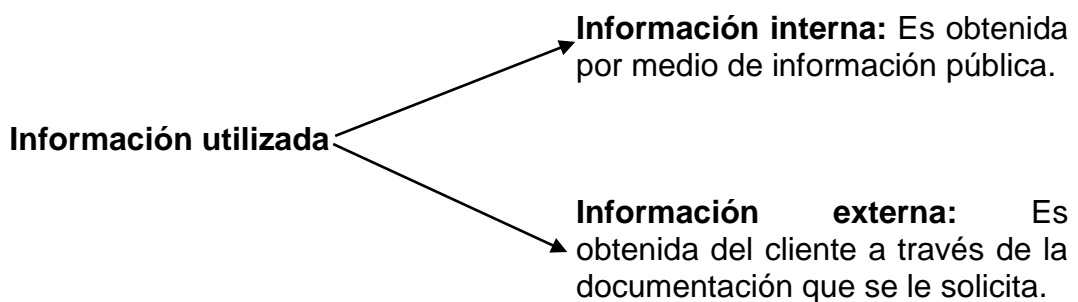 Información interna: Es obtenida
por medio de información pública.
Información utilizada
Información externa: Es
obtenida del cliente a través de la
documentación que se le solicita.